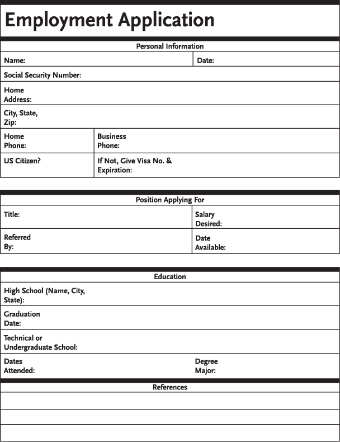 Employment Application
Personal Information
Name: Date:
Social Security Number:
Home
Address:
City, State,
Zip:
Home Business
Phone: Phone:
US Citizen? If Not, Give Visa No. &
Expiration:
Position Applying For
Title: Salary
Desired:
Referred Date
By: Available:
Education
High School (Name, City,
State):
Graduation
Date:
Technical or
Undergraduate School:
Dates Degree
Attended: Major:
References